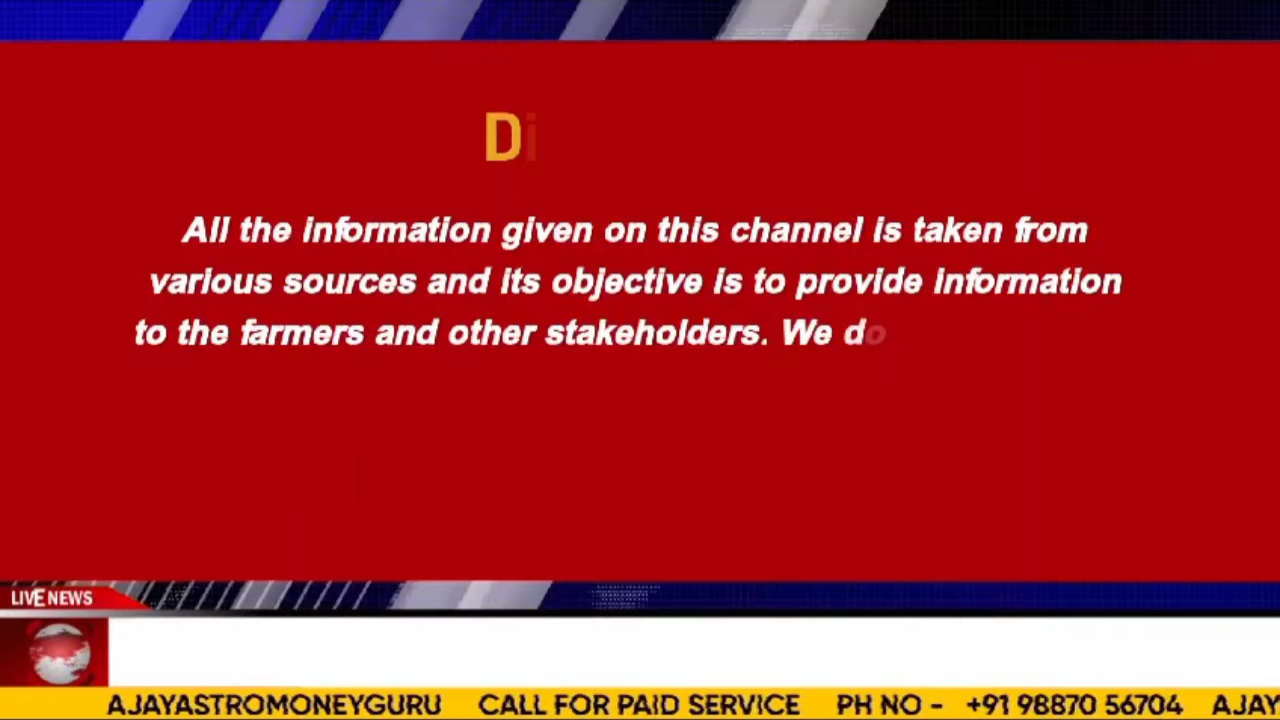 Di
All the information given on this channel is taken from
various sources and its objective is to provide information
to the farmers and other stakeholders. We do
LIVE NEWS
AJAYASTROMONEYGURU CALL FOR PAID SERVICE PH NO - +91 98870 56704 AJAY